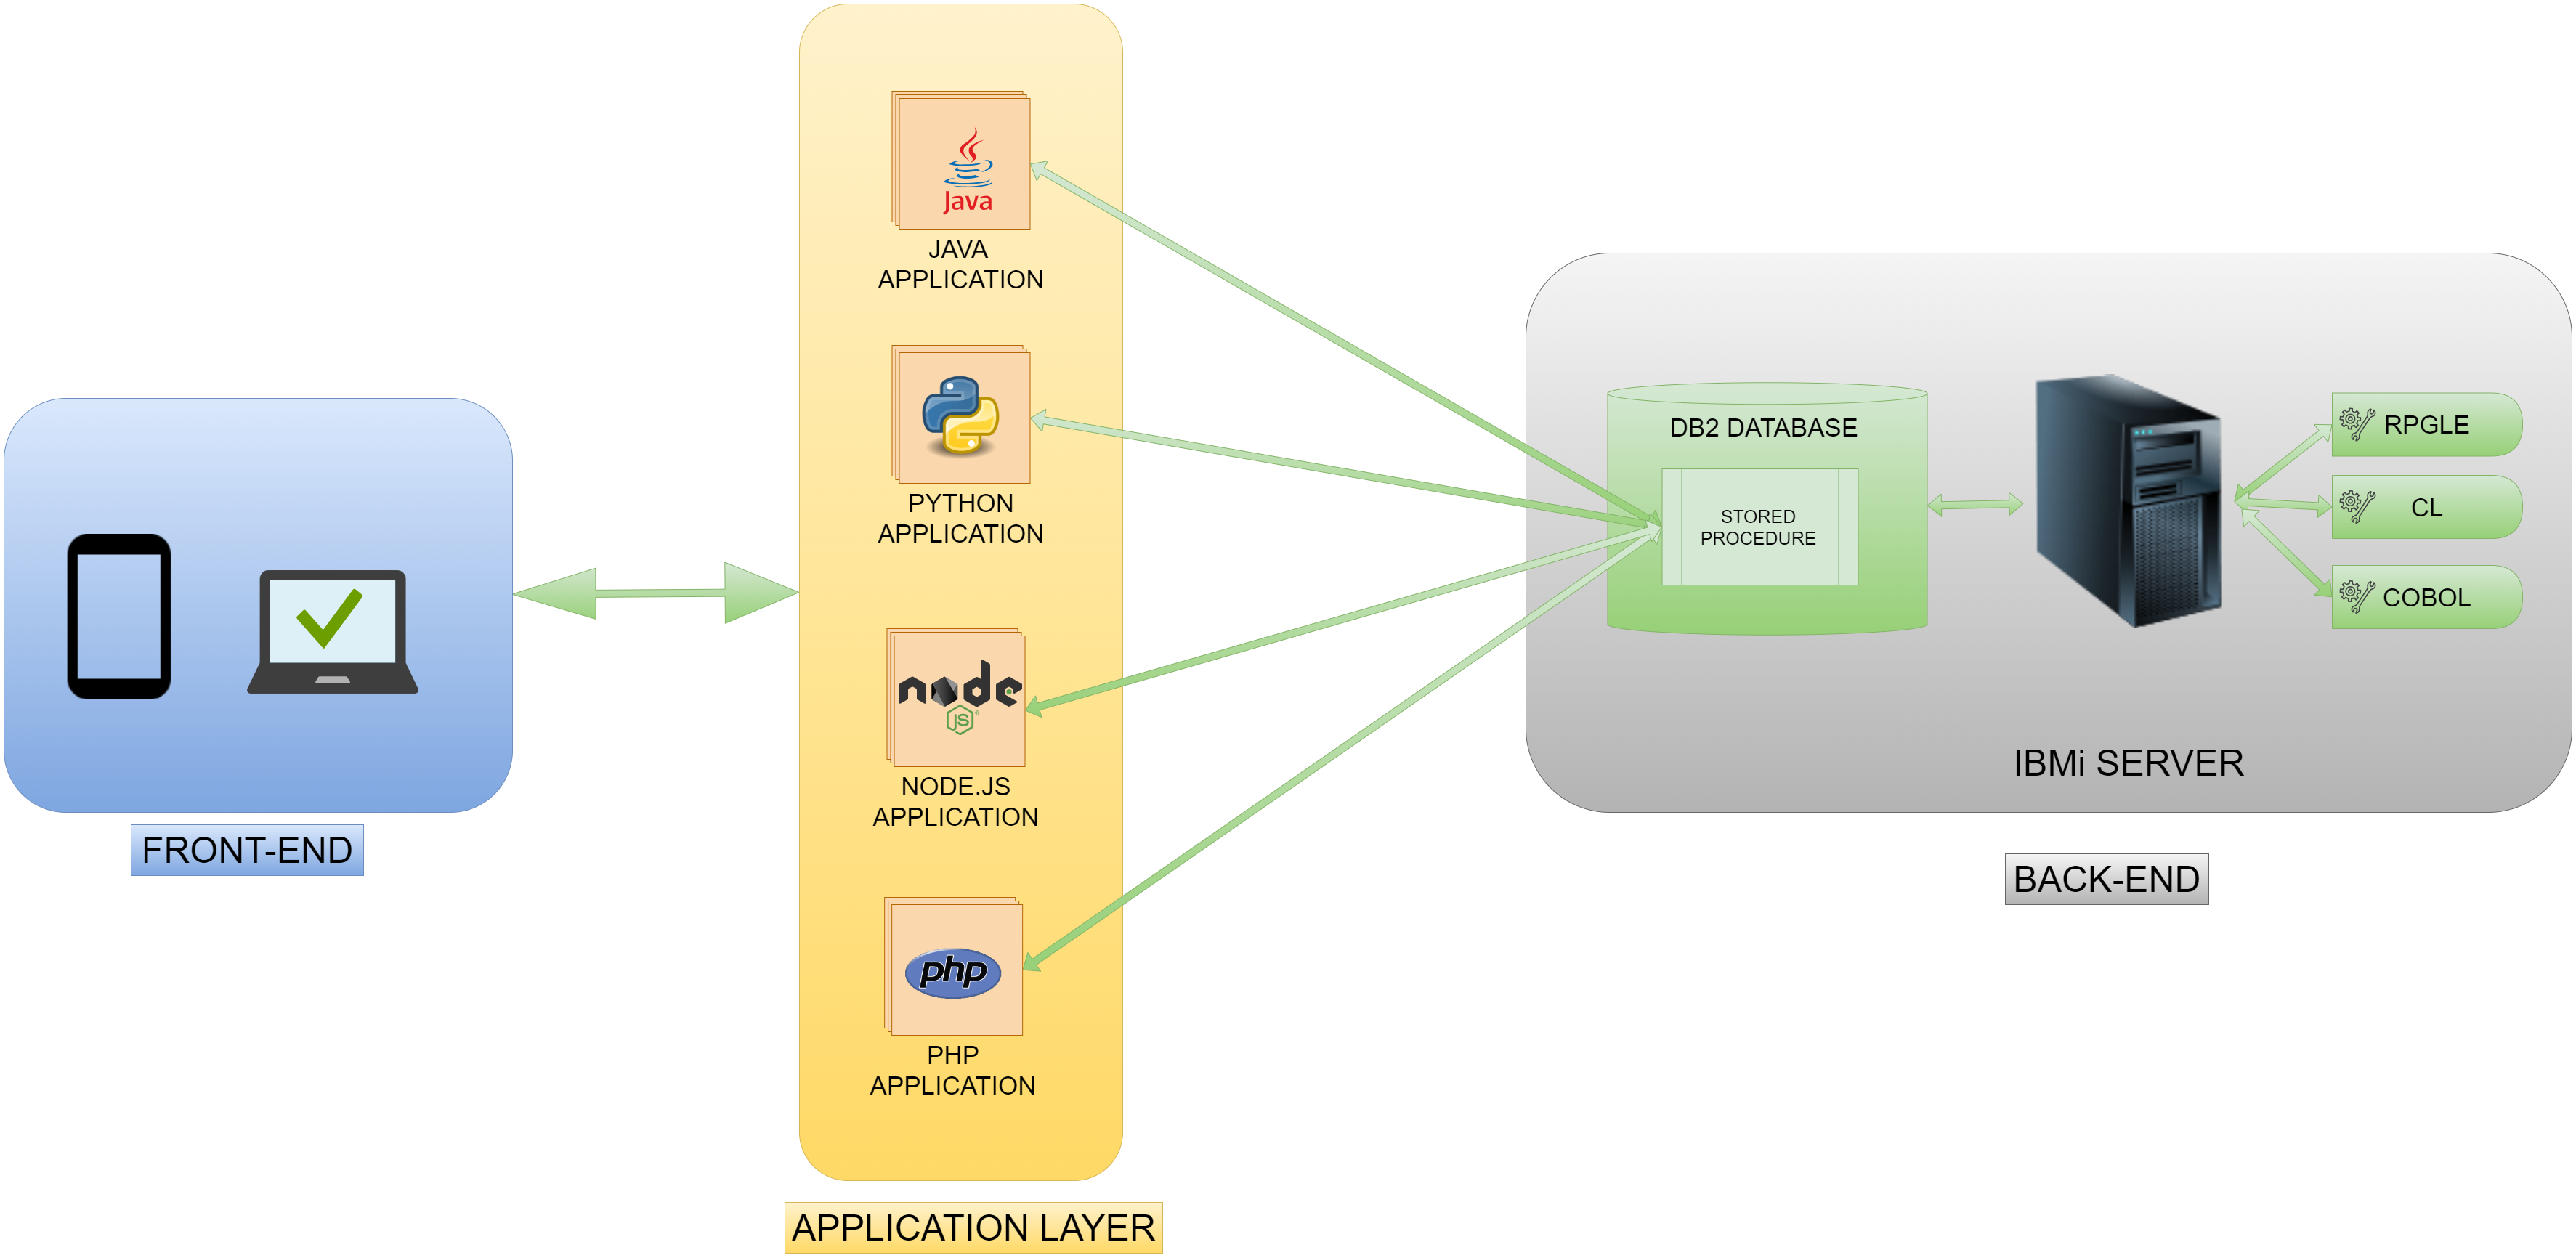 Java
JAVA
APPLICATION
PYTHON
APPLICATION
node
JS
NODE.JS
APPLICATION
php
PHP
APPLICATION
FRONT-END
APPLICATION LAYER
DB2 DATABASE
STORED
PROCEDURE
RPGLE
CL
COBOL
IBMi SERVER
BACK-END